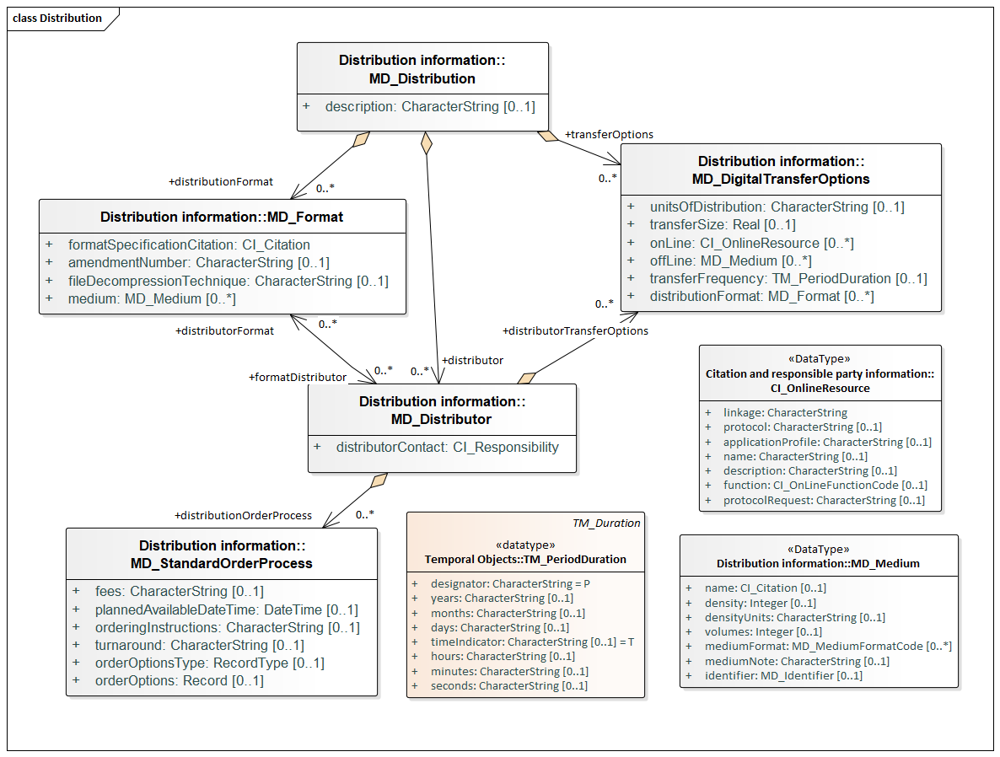 class Distribution
Distribution information::
MD_Distribution
+ description: CharacterString [0..1]
+transferOptions
0..*
+distributionFormat
0..*
Distribution information::
MD_DigitalTransferOptions
+ unitsOfDistribution: CharacterString [0..1]
+ transferSize: Real [0..1]
+ onLine: CI_OnlineResource [0..*]
+ offLine: MD_Medium [0..*]
+ transferFrequency: TM_PeriodDuration [0..1]
+ distributionFormat: MD_Format [0..*]
Distribution information::MD_Format
+ formatSpecificationCitation: CI_Citation
+ amendmentNumber: CharacterString [0..1]
+ fileDecompressionTechnique: CharacterString [0..1]
+ medium: MD_Medium [0..*]
0..*
+distributorFormat
0..*
+distributorTransferOptions
+formatDistributor
0..*
0..*
+distributor
Distribution information::
MD_Distributor
+ distributorContact: CI_Responsibility
«DataType»
Citation and responsible party information::
CI_OnlineResource
+ linkage: CharacterString
+ protocol: CharacterString [0..1]
+ applicationProfile: CharacterString [0..1]
+ name: CharacterString [0..1]
+ description: CharacterString [0..1]
+ function: CI_OnLineFunctionCode [0..1]
+ protocolRequest: CharacterString [0..1]
+distributionOrderProcess
0..*
Distribution information::
MD_StandardOrderProcess
+ fees: CharacterString [0..1]
+ plannedAvailableDateTime: DateTime [0..1]
+ orderingInstructions: CharacterString [0..1]
+ turnaround: CharacterString [0..1]
+ orderOptionsType: RecordType [0..1]
+ orderOptions: Record [0..1]
TM_Duration
«datatype»
Temporal Objects::TM_PeriodDuration
+ designator: CharacterString = P
+ years: CharacterString [0..1]
+ months: CharacterString [0..1]
+ days: CharacterString [0..1]
+ timeIndicator: CharacterString [0..1] = T
+ hours: CharacterString [0..1]
+ minutes: CharacterString [0..1]
+ seconds: CharacterString [0..1]
«DataType»
Distribution information::MD_Medium
+ name: CI_Citation [0..1]
+ density: Integer [0..1]
+ densityUnits: CharacterString [0..1]
+ volumes: Integer [0..1]
+ mediumFormat: MD_MediumFormatCode [0..*]
+ mediumNote: CharacterString [0..1]
+ identifier: MD_Identifier [0..1]